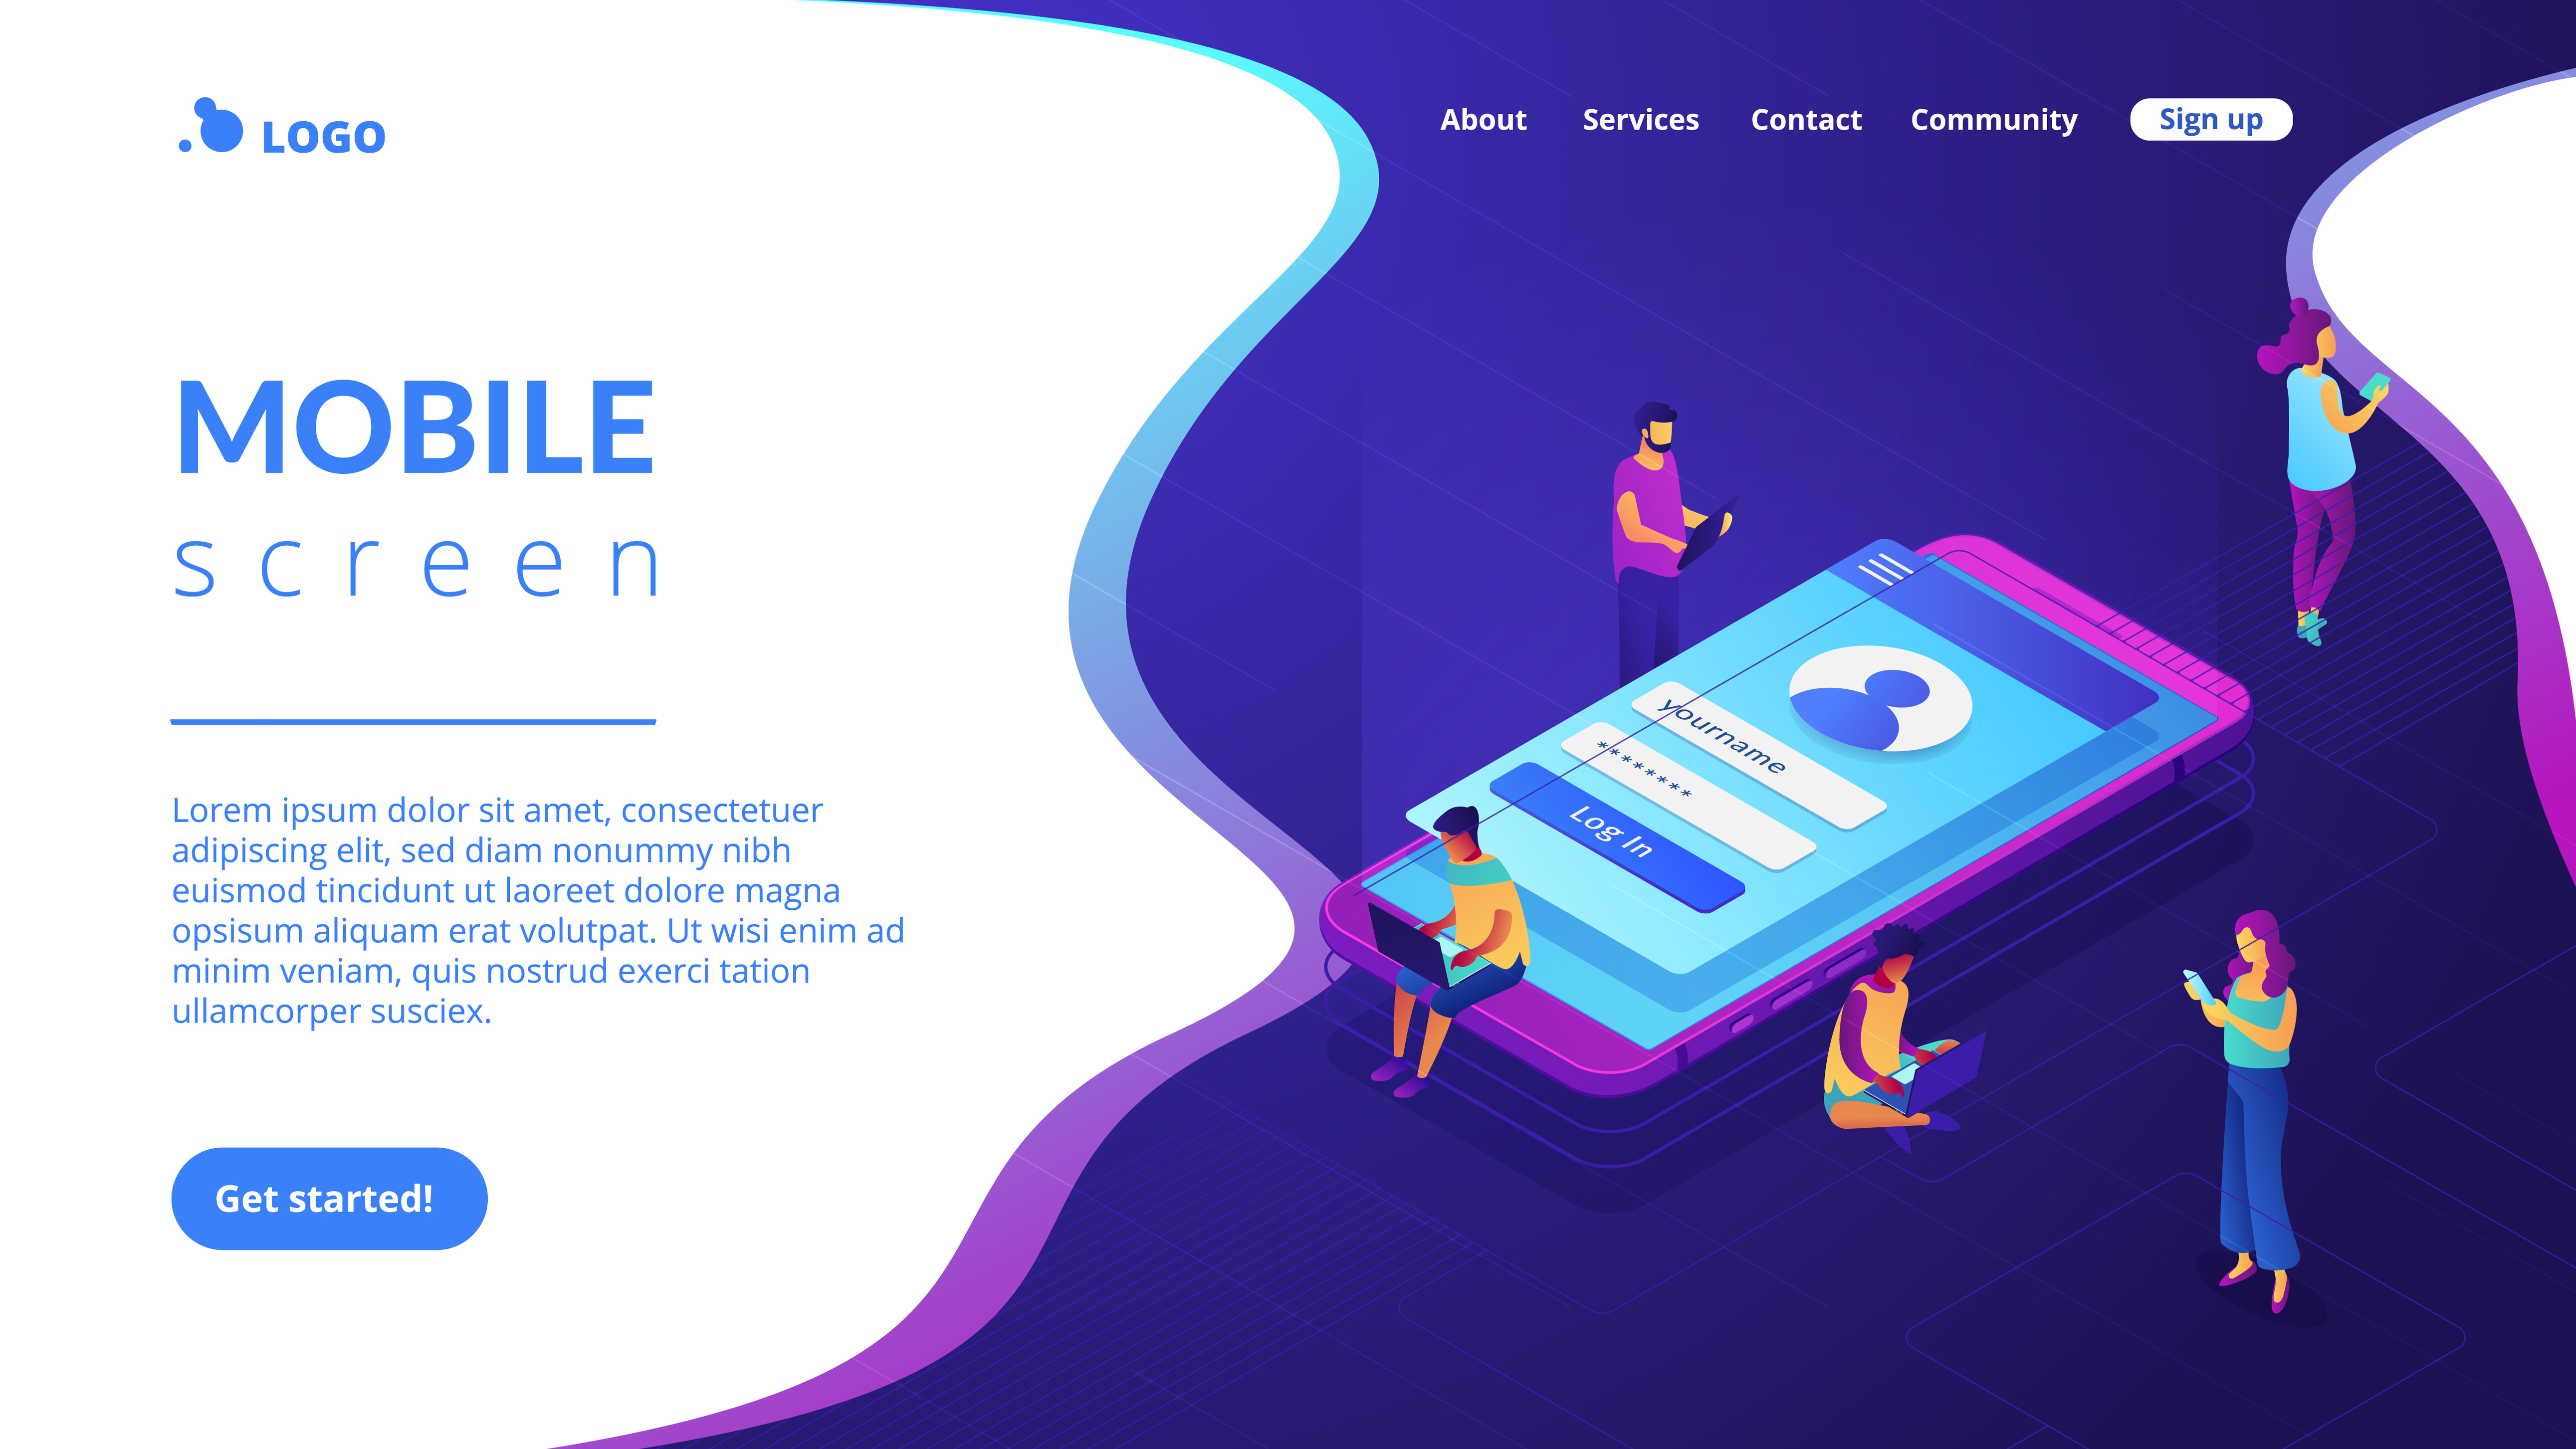 LOGO
About Services Contact Community Sign up
MOBILE
screen
Lorem ipsum dolor sit amet, consectetuer
adipiscing elit, sed diam nonummy nibh
euismod tincidunt ut laoreet dolore magna
opsisum aliquam erat volutpat. Ut wisi enim ad
minim veniam, quis nostrud exerci tation
ullamcorper susciex.
Get started!
yourname
********
Log In